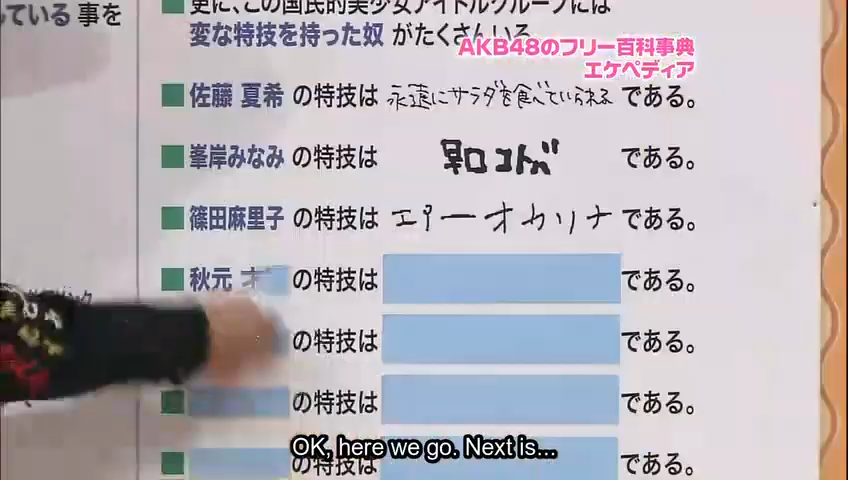 している 事を
更に、この国民的美少女アイドルグループには
変な特技を持った奴 がたくさんいる
AKB48のフリー百科事典
エケペディア
佐藤 夏希 の特技は 永遠にサラダを食べていられる である。
峯岸みなみ の特技は 早口コトバ である。
篠田麻里子 の特技は エアーオカリナ である。
秋元 才 の特技は である。
の特技は である。
の特技は である。
の特技は である。
OK, here we go. Next is...